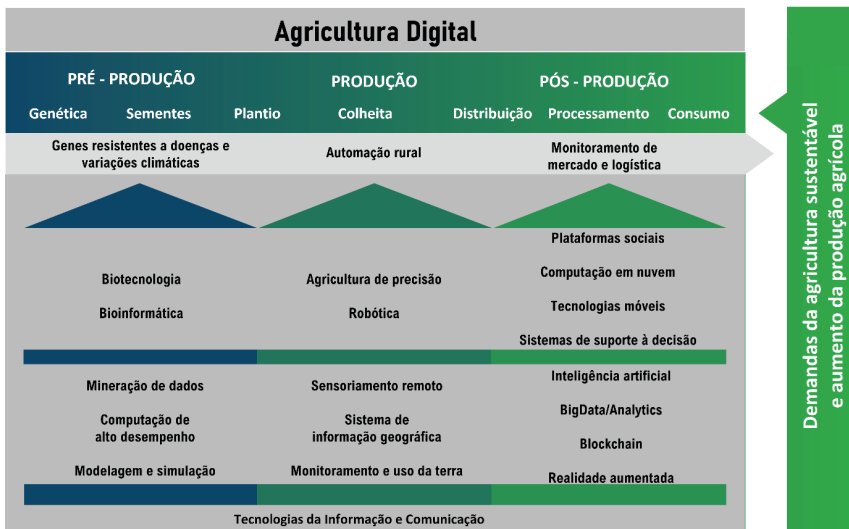 Agricultura Digital
PRÉ - PRODUÇÃO
PRODUÇÃO
PÓS - PRODUÇÃO
Genética
Sementes
Plantio
Colheita
Distribuição
Processamento
Consumo
Genes resistentes a doenças e
variações climáticas
Automação rural
Monitoramento de
mercado e logística
Biotecnologia
Bioinformática
Agricultura de precisão
Robótica
Plataformas sociais
Computação em nuvem
Tecnologias móveis
Sistemas de suporte à decisão
Mineração de dados
Computação de
alto desempenho
Modelagem e simulação
Sensoriamento remoto
Sistema de
informação geográfica
Monitoramento e uso da terra
Inteligência artificial
BigData/Analytics
Blockchain
Realidade aumentada
Tecnologias da Informação e Comunicação
Demandas da agricultura sustentável
e aumento da produção agrícola